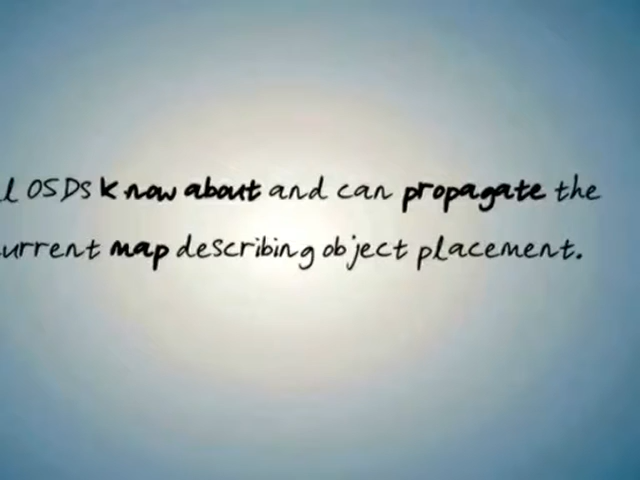 l OSDs know about and can propagate the
urrent map describing object placement.